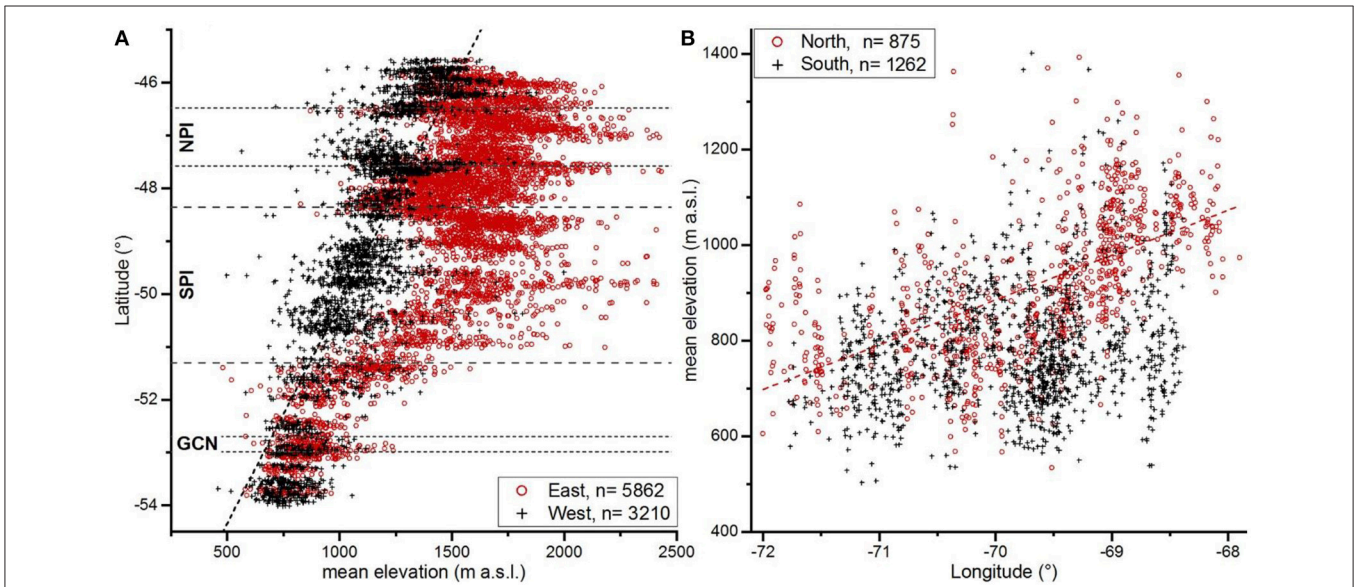 A
-46
-48
-50
-52
-54
Latitude (°)
NPI
SPI
GCN
East, n= 5862
West, n= 3210
500
1000
1500
2000
2500
mean elevation (m a.s.l.)
B
North, n= 875
South, n= 1262
1400
1200
1000
800
600
400
mean elevation (m a.s.l.)
-72
-71
-70
-69
-68
Longitude (°)